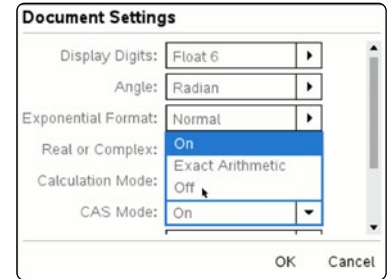 Document Settings
Display Digits: Float 6
Angle: Radian
Exponential Format: Normal
Real or Complex: On
Exact Arithmetic
Calculation Mode: Off
CAS Mode: On
OK Cancel